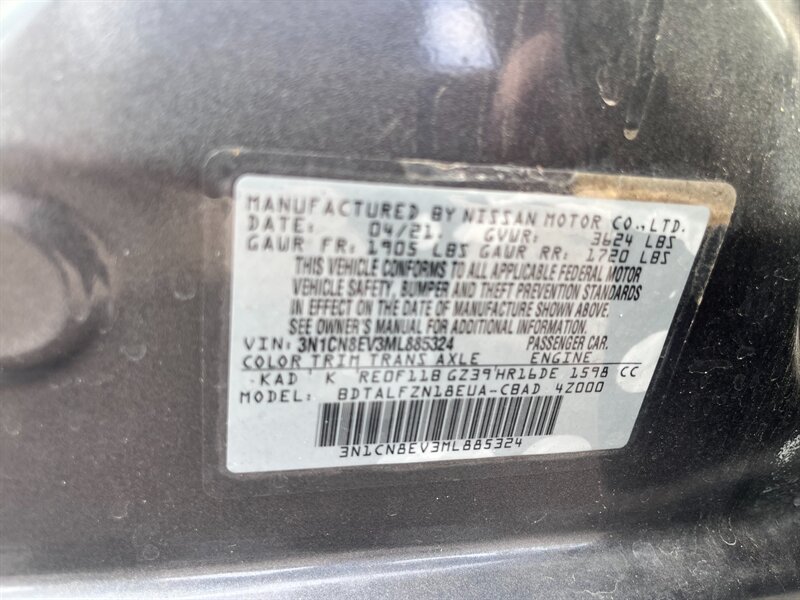 MANUFACTURED BY NISSAN MOTOR CO.,LTD.
DATE: 04/21 GVWR: 3624 LBS
GAWR FR: 1905 LBS GAWR RR: 1720 LBS
THIS VEHICLE CONFORMS TO ALL APPLICABLE FEDERAL MOTOR
VEHICLE SAFETY, BUMPER AND THEFT PREVENTION STANDARDS
IN EFFECT ON THE DATE OF MANUFACTURE SHOWN ABOVE.
SEE OWNER'S MANUAL FOR ADDITIONAL INFORMATION.
VIN: 3N1CN8EV3ML885324 PASSENGER CAR.
COLOR TRIM TRANS AXLE ENGINE
KAD K RE0F11B GZ39 HR16DE 1598 CC
MODEL: BDTALFZN18EUA-CBAD 4Z000
3N1CN8EV3ML885324